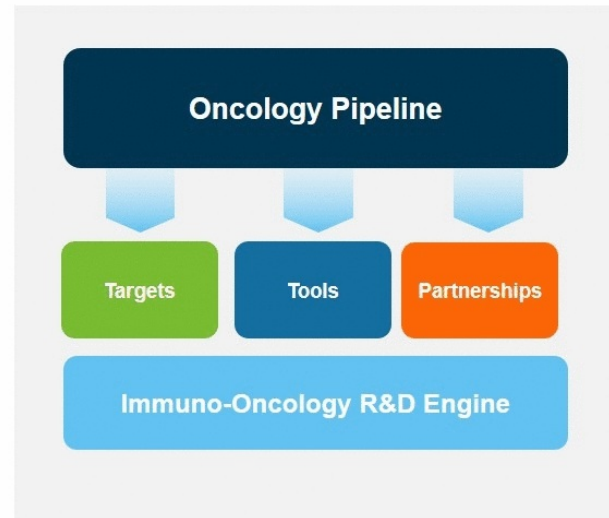 Oncology Pipeline
Targets
Tools
Partnerships
Immuno-Oncology R&D Engine